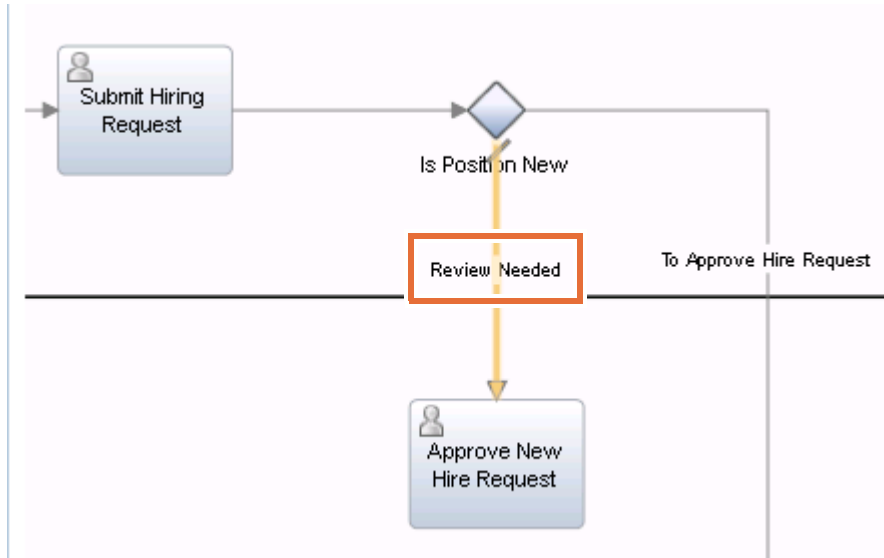 Submit Hiring
Request
Is Position New
Review Needed
To Approve Hire Request
Approve New
Hire Request